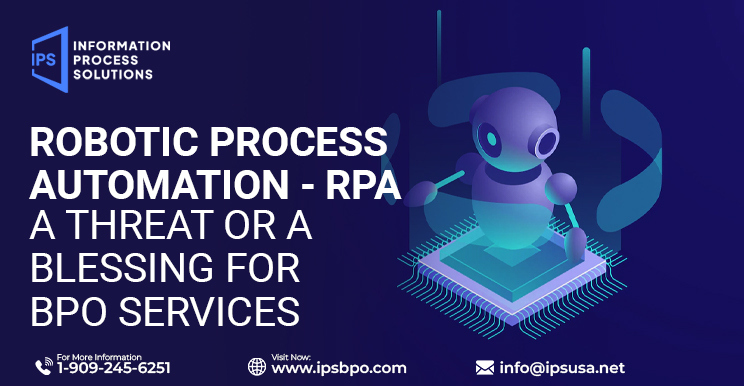 IPS
INFORMATION
PROCESS
SOLUTIONS
ROBOTIC PROCESS
AUTOMATION - RPA
A THREAT OR A
BLESSING FOR
BPO SERVICES
For More Information
1-909-245-6251
Visit Now:
www.ipsbpo.com
info@ipsusa.net